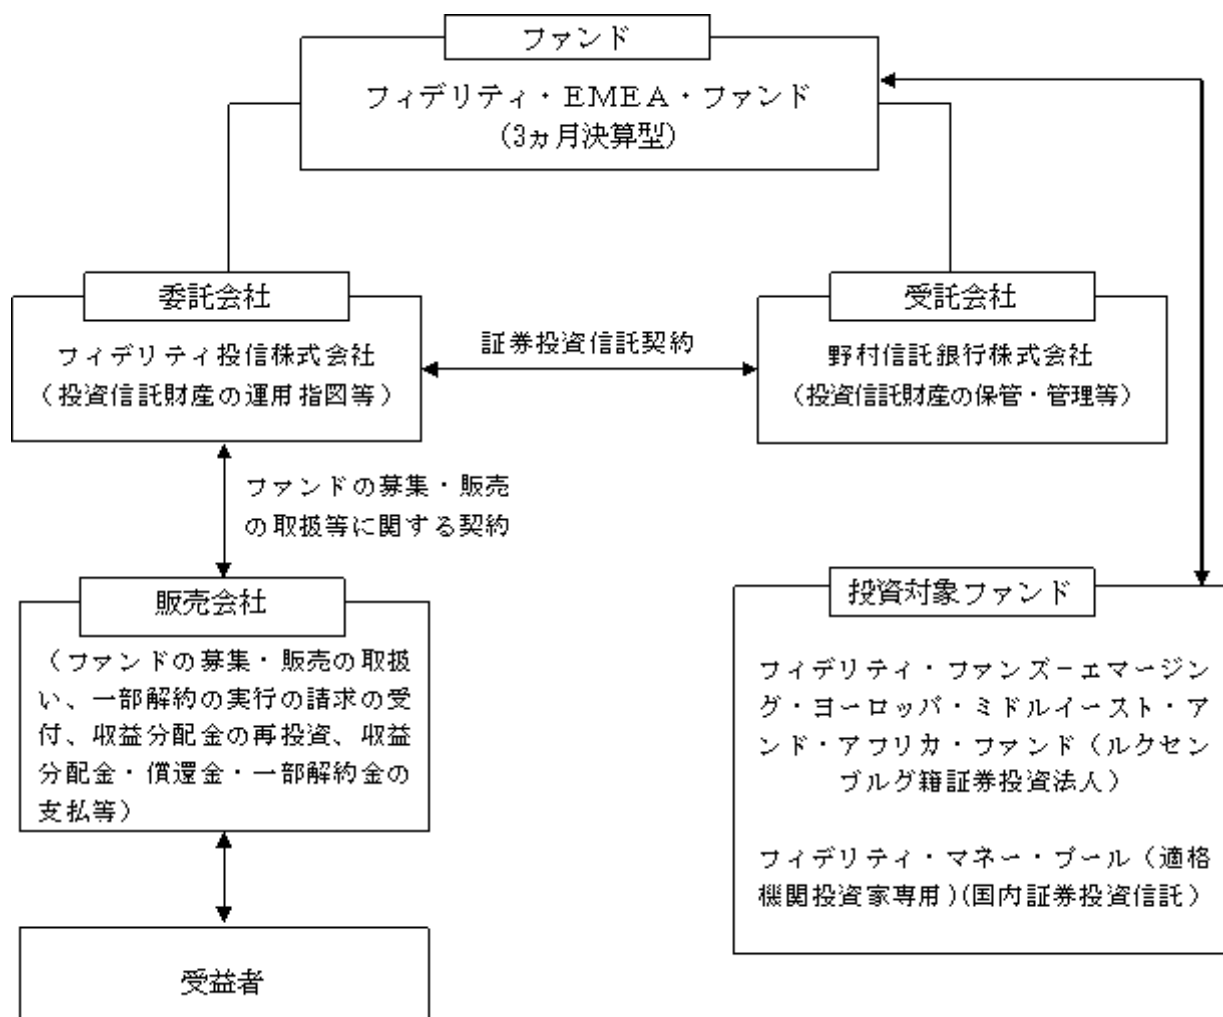 ファンド
フィデリティ・ＥＭＥＡ・ファンド
(3ヵ月決算型)
委託会社
フィデリティ投信株式会社
（投資信託財産の運用指図等）
証券投資信託契約
受託会社
野村信託銀行株式会社
(投資信託財産の保管・管理等）
ファンドの募集・販売
の取扱等に関する契約
販売会社
（ファンドの募集・販売の取扱
い、一部解約の実行の請求の受
付、収益分配金の再投資、収益
分配金・償還金・一部解約金の
支払等）
受益者
投資対象ファンド
フィデリティ・ファンズ－エマージン
グ・ヨーロッパ・ミドルイースト・ア
ンド・アフリカ・ファンド（ルクセン
ブルグ籍証券投資法人）
フィデリティ・マネー・プール（適格
機関投資家専用)(国内証券投資信託）